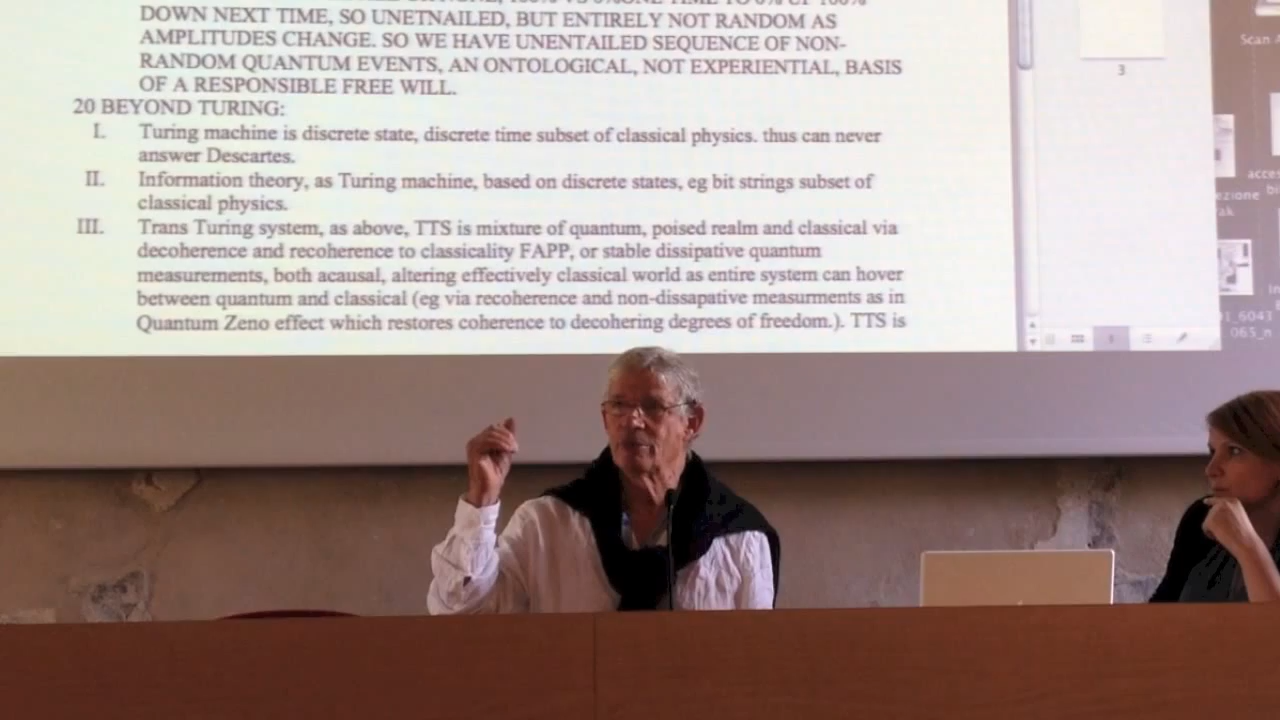 DOWN NEXT TIME, SO UNETNAILED, BUT ENTIRELY NOT RANDOM AS
AMPLITUDES CHANGE. SO WE HAVE UNENTAILED SEQUENCE OF NON-
RANDOM QUANTUM EVENTS, AN ONTOLOGICAL, NOT EXPERIENTIAL, BASIS
OF A RESPONSIBLE FREE WILL.
20 BEYOND TURING:
I. Turing machine is discrete state, discrete time subset of classical physics. thus can never
answer Descartes.
II. Information theory, as Turing machine, based on discrete states, eg bit strings subset of
classical physics.
III. Trans Turing system, as above, TTS is mixture of quantum, poised realm and classical via
decoherence and recoherence to classicality FAPP, or stable dissipative quantum
measurements, both acausal, altering effectively classical world as entire system can hover
between quantum and classical (eg via recoherence and non-dissapative measurments as in
Quantum Zeno effect which restores coherence to decohering degrees of freedom.). TTS is
3
Scan
acces
ezione
065_n